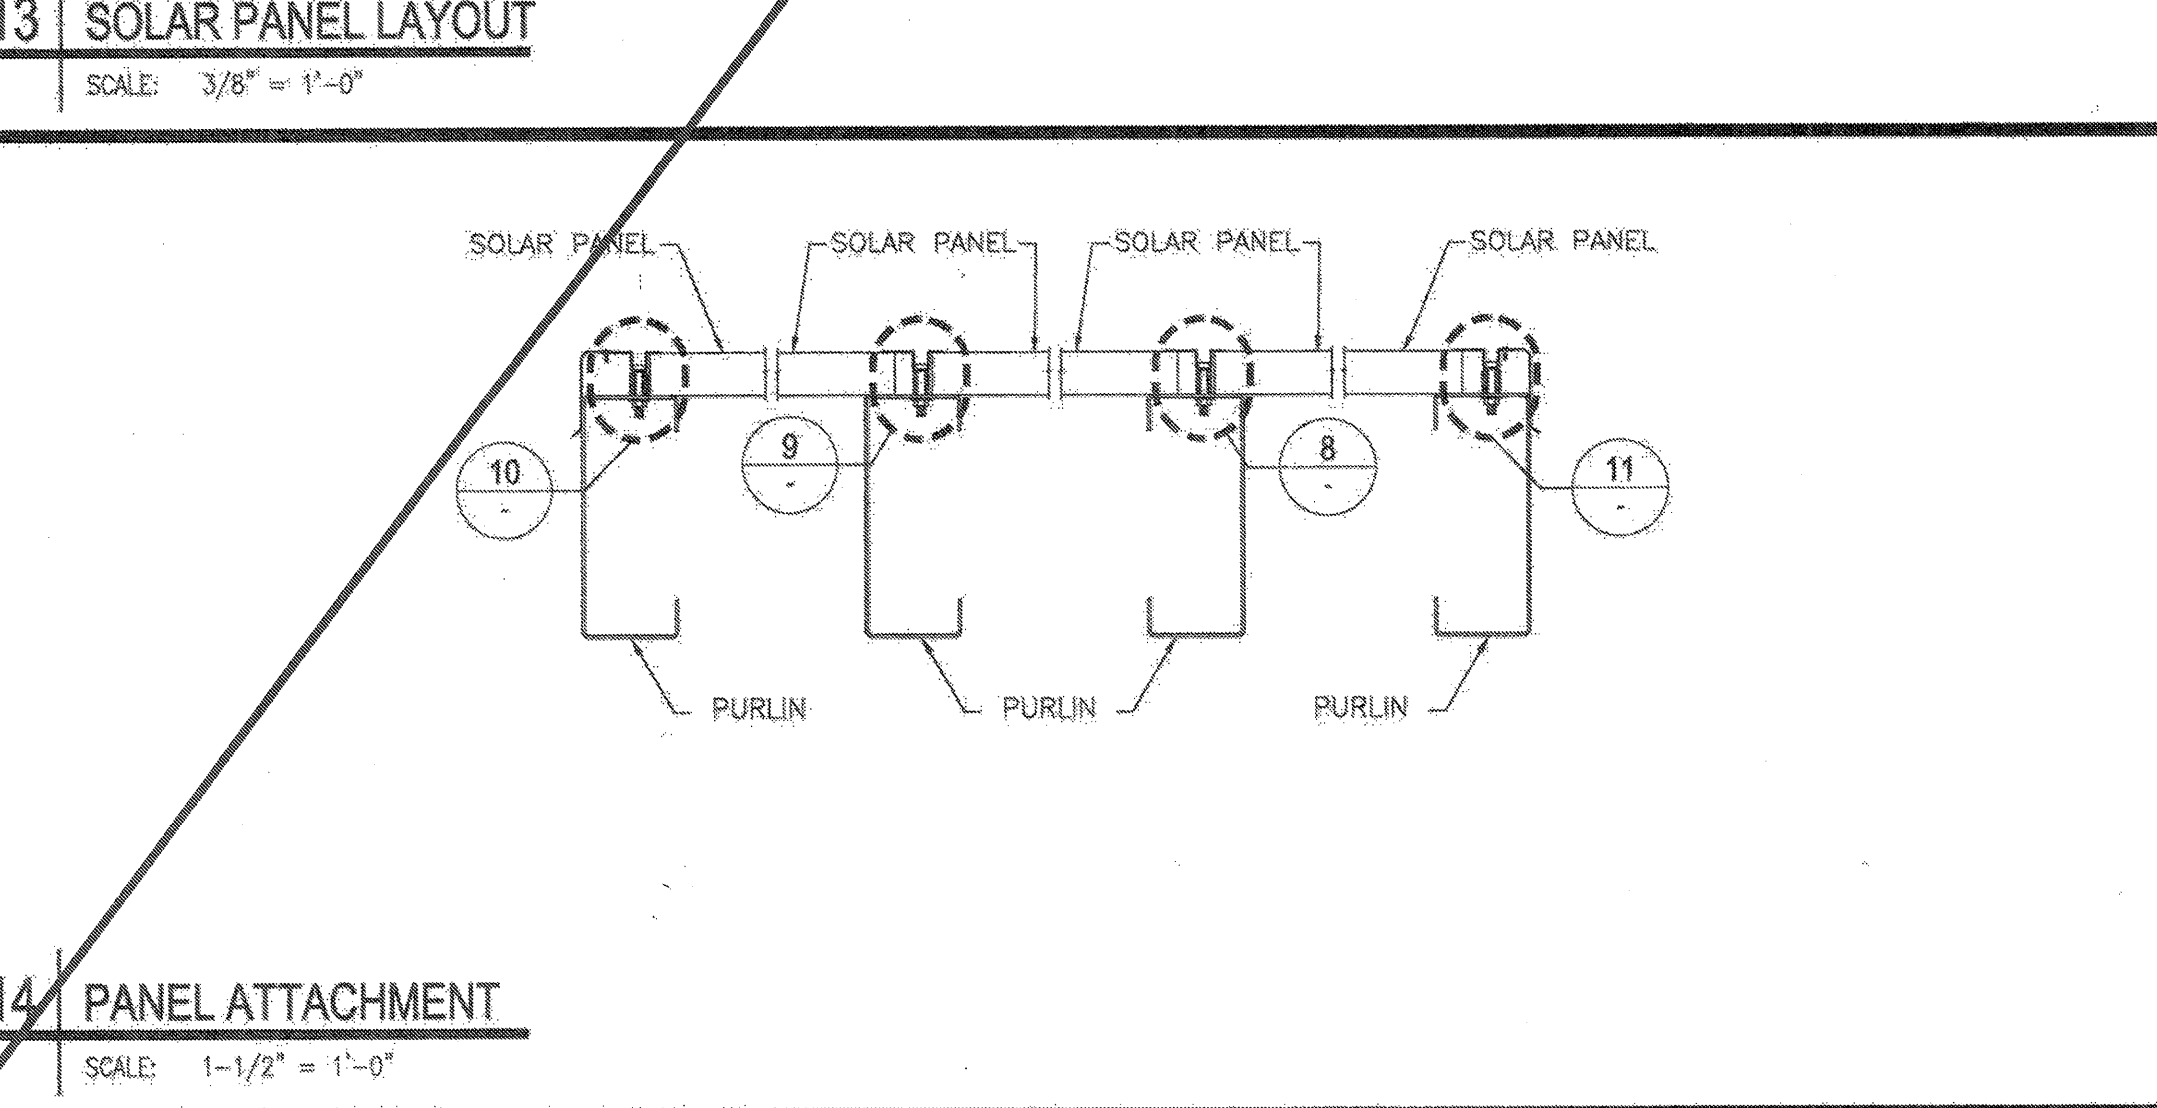 13 SOLAR PANEL LAYOUT
SCALE: 3/8" = 1'-0"
SOLAR PANEL SOLAR PANEL SOLAR PANEL SOLAR PANEL
10
-
9
-
8
-
11
-
PURLIN PURLIN PURLIN
14 PANEL ATTACHMENT
SCALE: 1-1/2" = 1'-0"